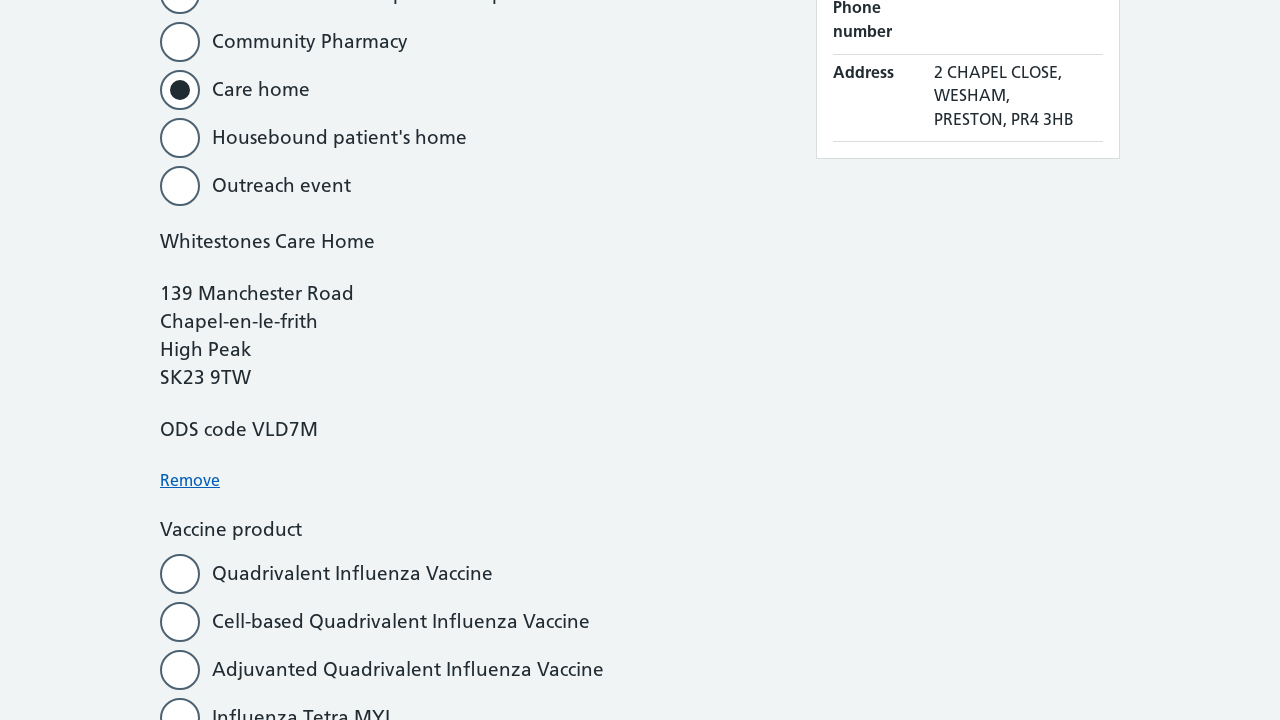 Community Pharmacy
Care home
Housebound patient's home
Outreach event
Whitestones Care Home
139 Manchester Road
Chapel-en-le-frith
High Peak
SK23 9TW
ODS code VLD7M
Remove
Vaccine product
Quadrivalent Influenza Vaccine
Cell-based Quadrivalent Influenza Vaccine
Adjuvanted Quadrivalent Influenza Vaccine
Influenza Tetra MYL
Phone
number
Address
2 CHAPEL CLOSE,
WESHAM,
PRESTON, PR4 3HB